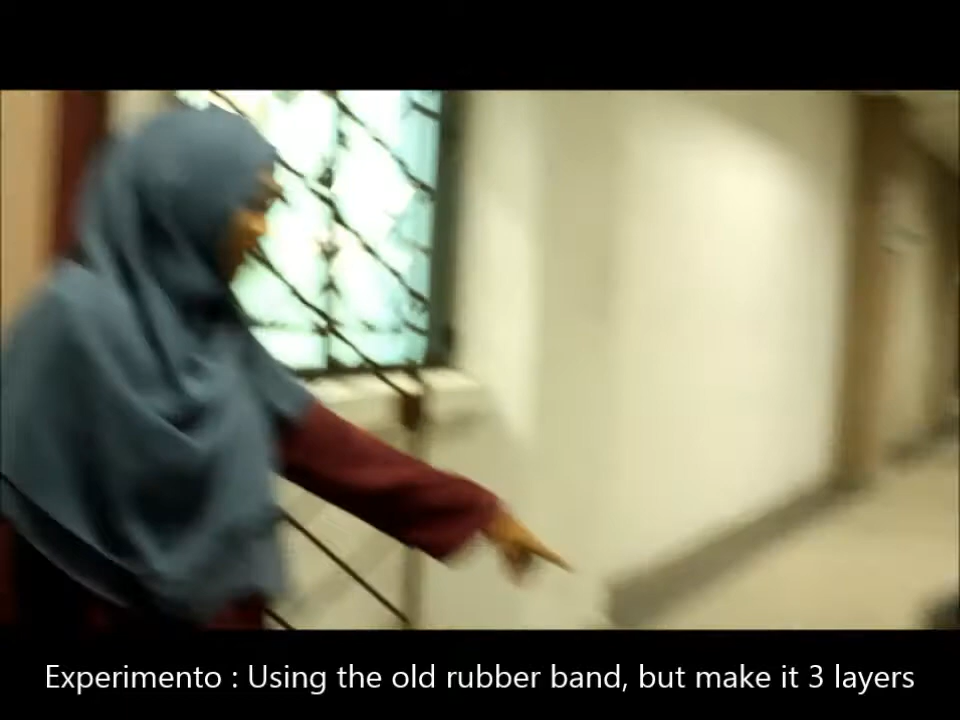 Experimento : Using the old rubber band, but make it 3 layers